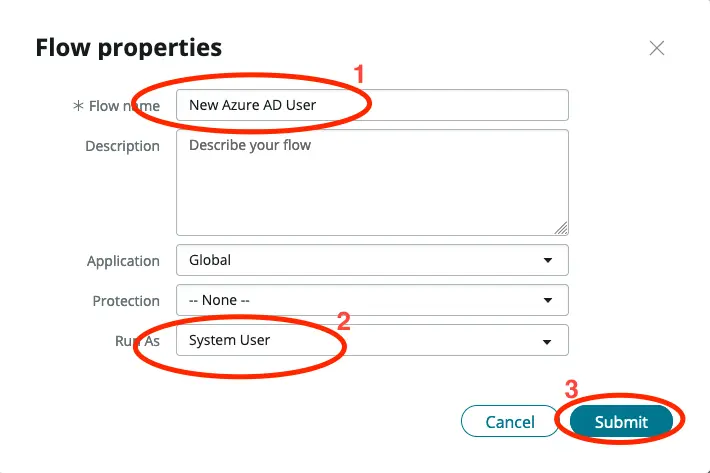 Flow properties
1
✳ Flow name New Azure AD User
Description Describe your flow
Application Global
Protection -- None --
2
Run As System User
3
Cancel Submit